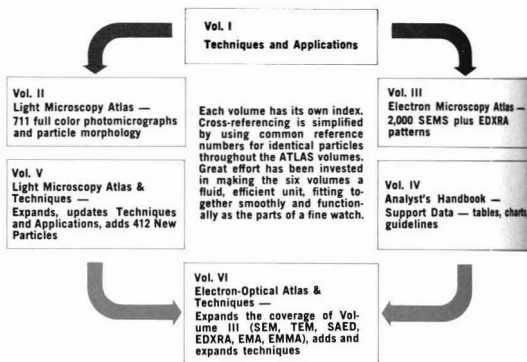 Vol. I
Techniques and Applications
Vol. II
Light Microscopy Atlas —
711 full color photomicrographs
and particle morphology
Vol. V
Light Microscopy Atlas &
Techniques —
Expands, updates Techniques
and Applications, adds 412 New
Particles
Each volume has its own index.
Cross-referencing is simplified
by using common reference
numbers for identical particles
throughout the ATLAS volumes.
Great effort has been invested
in making the six volumes a
fluid, efficient unit, fitting to-
gether smoothly and function-
ally as the parts of a fine watch.
Vol. III
Electron Microscopy Atlas —
2,000 SEMS plus EDXRA
patterns
Vol. IV
Analyst's Handbook —
Support Data — tables, charts,
guidelines
Vol. VI
Electron-Optical Atlas &
Techniques —
Expands the coverage of Vol-
ume III (SEM, TEM, SAED,
EDXRA, EMA, EMMA), adds and
expands techniques